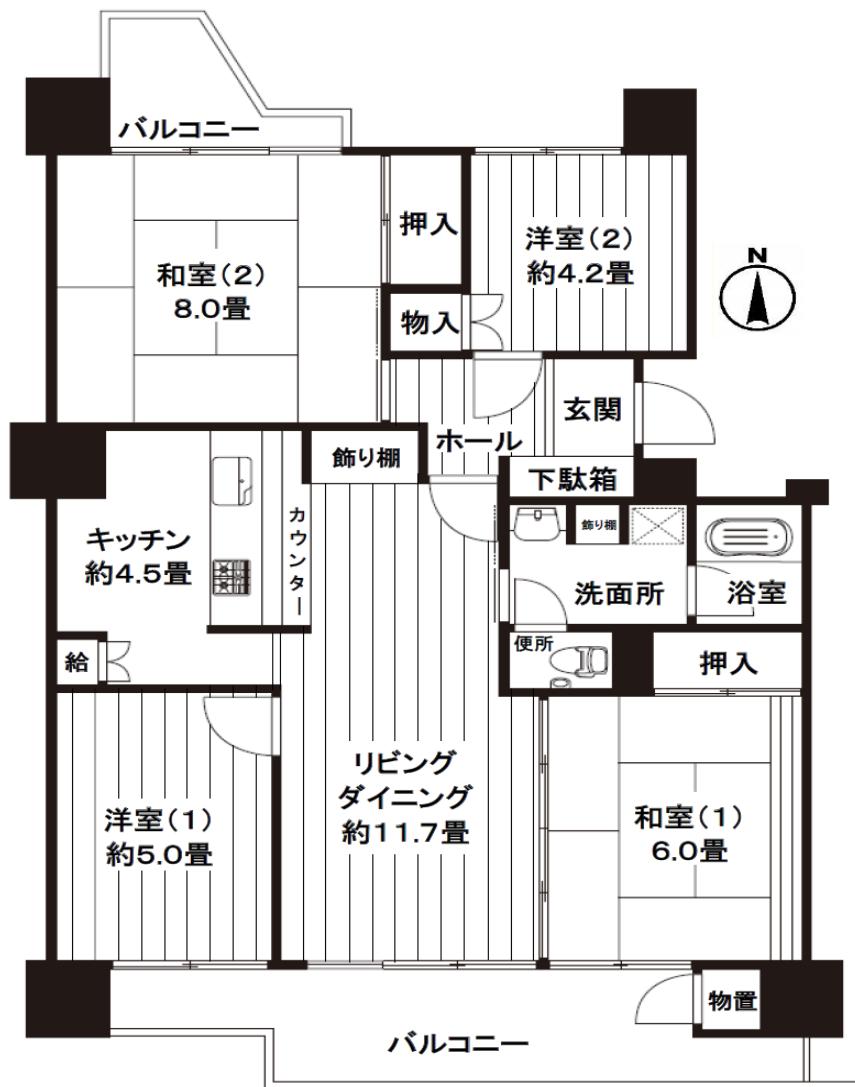 バルコニー
N
押入
洋室（2）
約4.2畳
和室（2）
8.0畳
物入
玄関
ホール
飾り棚
下駄箱
カウンター
キッチン
約4.5畳
飾り棚
洗面所
浴室
便所
給
押入
リビング
ダイニング
約11.7畳
洋室（1）
約5.0畳
和室（1）
6.0畳
物置
バルコニー